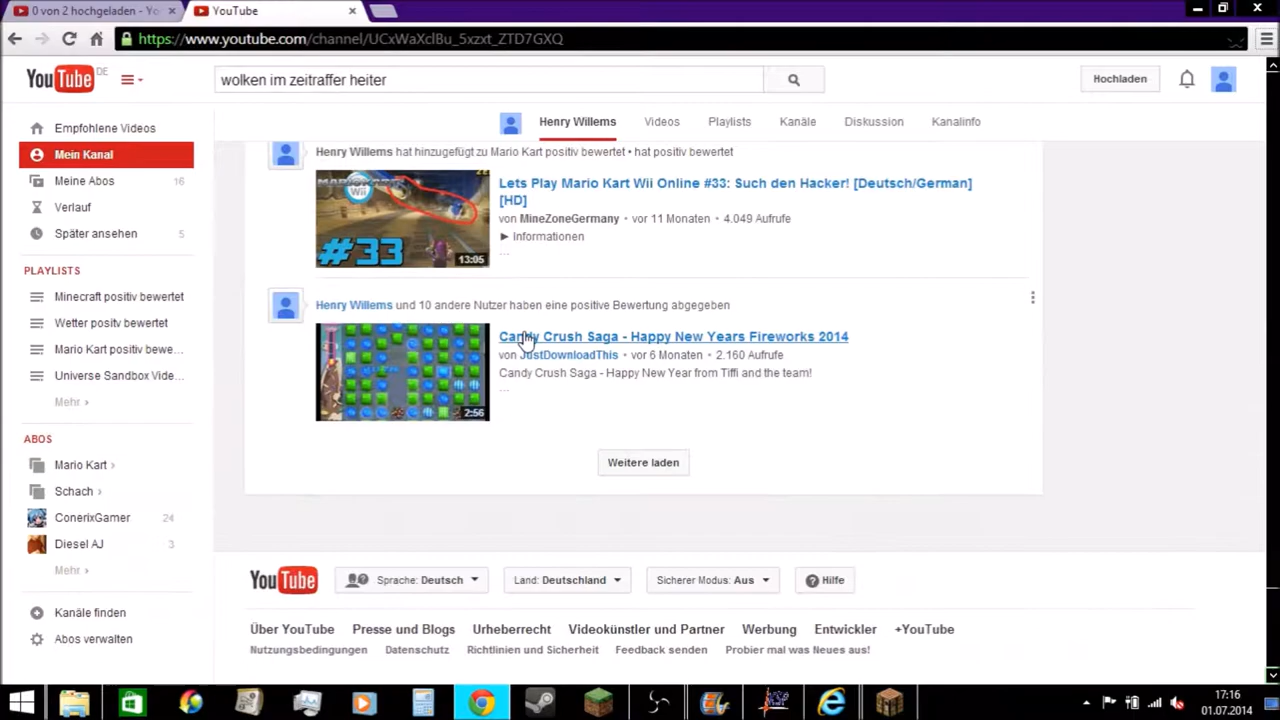 0 von 2 hochgeladen - Yo
YouTube
https://www.youtube.com/channel/UCxWaXclBu_5xzxt_ZTD7GXQ
YouTube DE
wolken im zeitraffer heiter
Hochladen
Henry Willems
Videos
Playlists
Kanäle
Diskussion
Kanalinfo
Empfohlene Videos
Mein Kanal
Meine Abos 16
Verlauf
Später ansehen 5
PLAYLISTS
Minecraft positiv bewertet
Wetter positv bewertet
Mario Kart positiv bewe...
Universe Sandbox Vide...
Mehr ›
ABOS
Mario Kart ›
Schach ›
ConerixGamer 24
Diesel AJ 3
Mehr ›
Kanäle finden
Abos verwalten
Henry Willems hat hinzugefügt zu Mario Kart positiv bewertet • hat positiv bewertet
MARIOKART
Wii
#33
13:05
Lets Play Mario Kart Wii Online #33: Such den Hacker! [Deutsch/German]
[HD]
von MineZoneGermany • vor 11 Monaten • 4.049 Aufrufe
► Informationen
...
Henry Willems und 10 andere Nutzer haben eine positive Bewertung abgegeben
2:56
Candy Crush Saga - Happy New Years Fireworks 2014
von JustDownloadThis • vor 6 Monaten • 2.160 Aufrufe
Candy Crush Saga - Happy New Year from Tiffi and the team!
...
Weitere laden
YouTube
Sprache: Deutsch
Land: Deutschland
Sicherer Modus: Aus
Hilfe
Über YouTube
Presse und Blogs
Urheberrecht
Videokünstler und Partner
Werbung
Entwickler
+YouTube
Nutzungsbedingungen
Datenschutz
Richtlinien und Sicherheit
Feedback senden
Probier mal was Neues aus!
17:16
01.07.2014